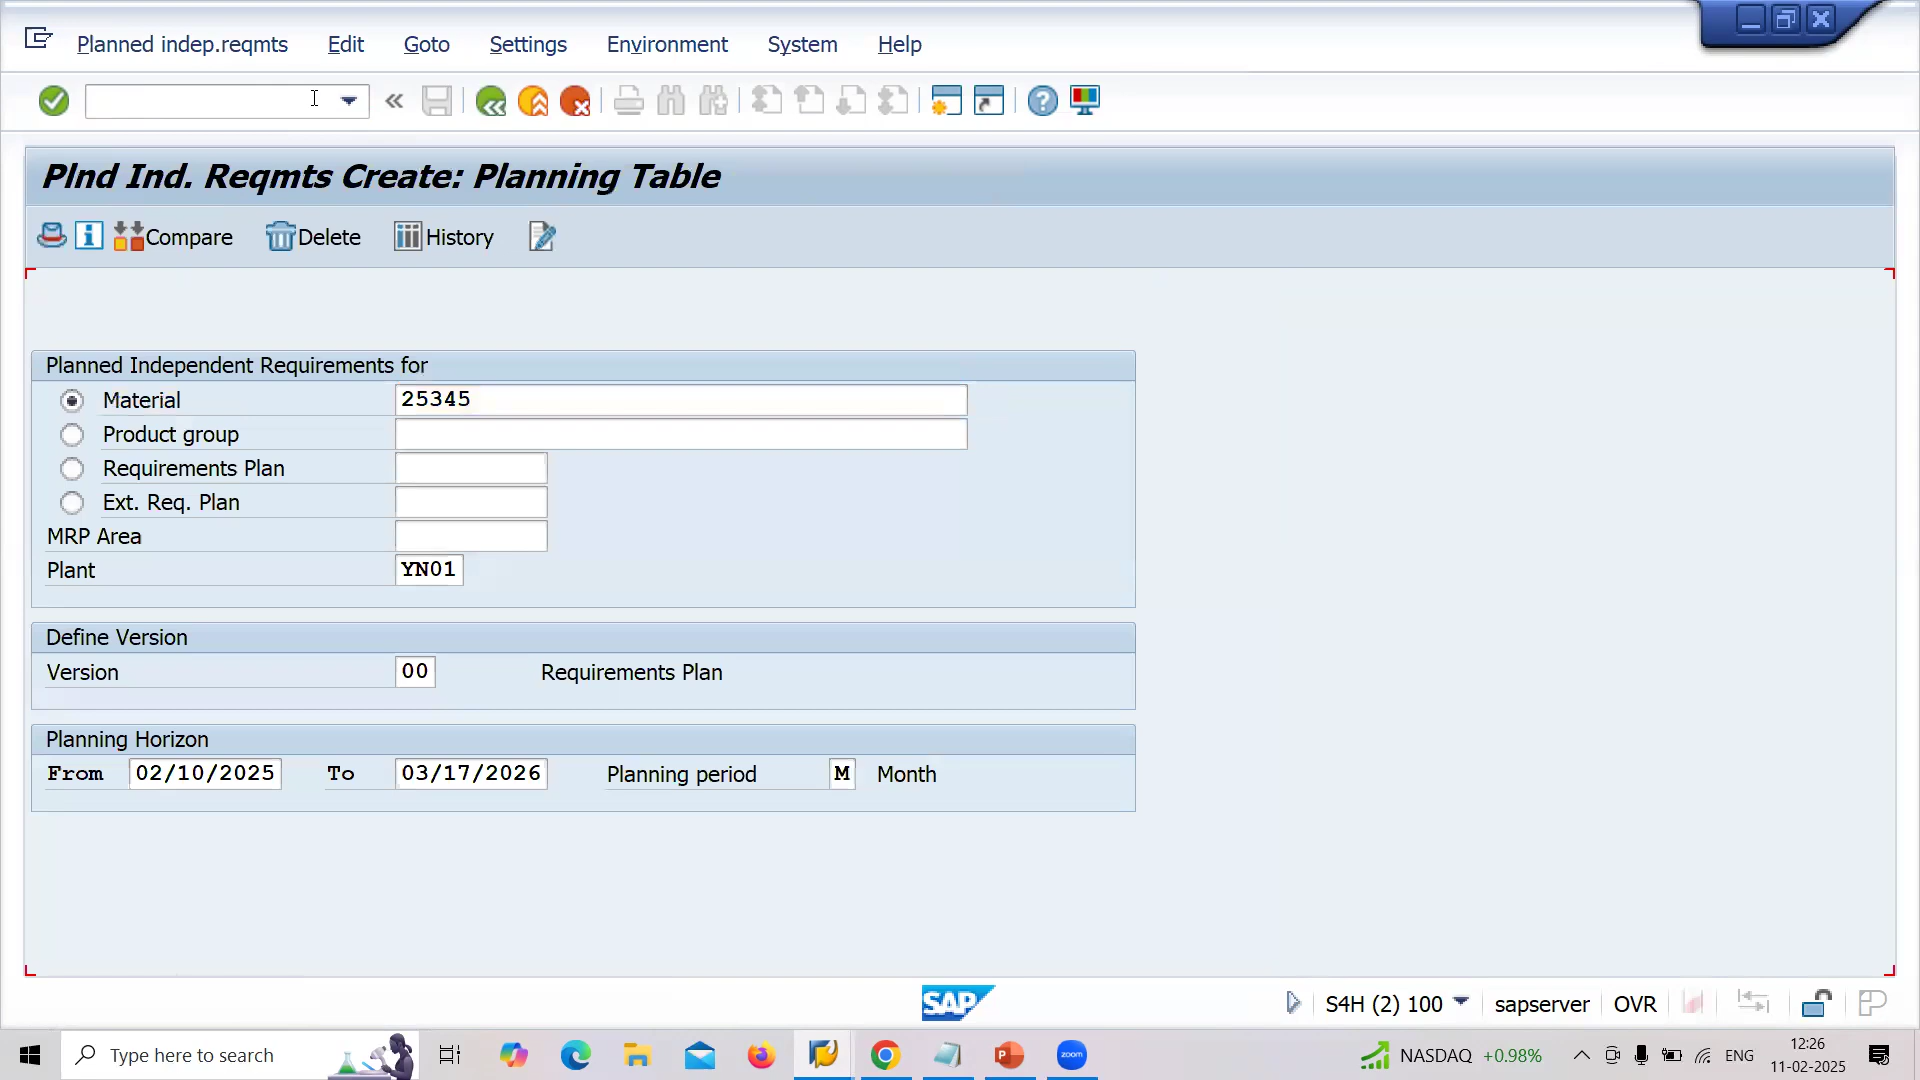 Planned indep.reqmts Edit Goto Settings Environment System Help
Plnd Ind. Reqmts Create: Planning Table
Compare Delete History
Planned Independent Requirements for
Material 25345
Product group
Requirements Plan
Ext. Req. Plan
MRP Area
Plant YN01
Define Version
Version 00 Requirements Plan
Planning Horizon
From 02/10/2025 To 03/17/2026 Planning period M Month
SAP S4H (2) 100 sapserver OVR
Type here to search zoom NASDAQ +0.98% ENG 12:26
11-02-2025